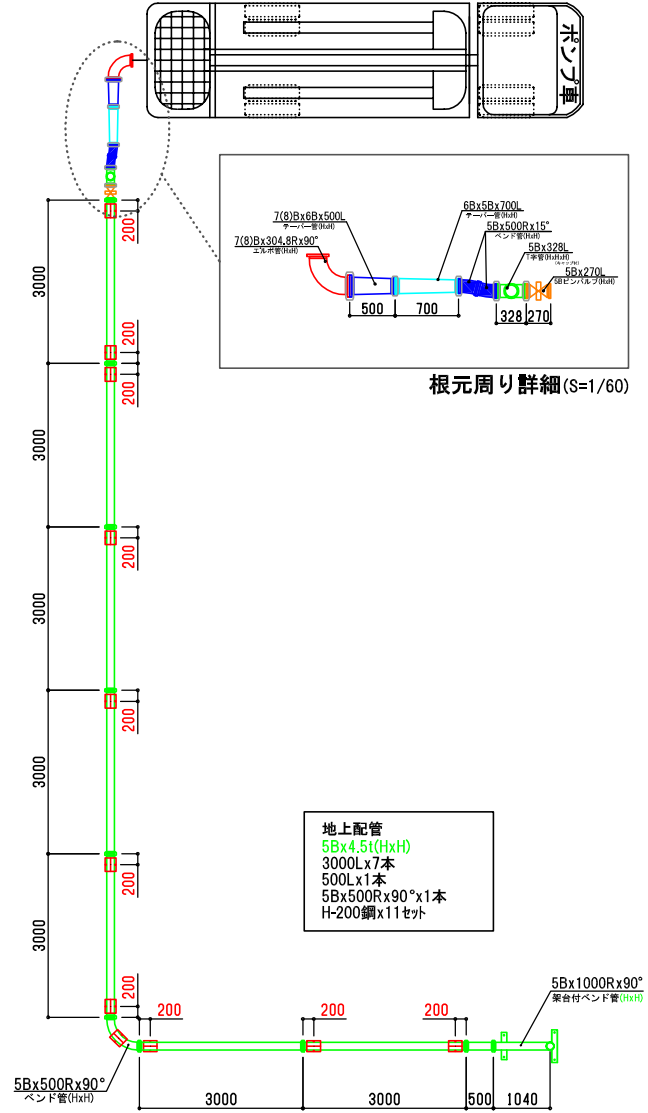 ポンプ車
7(8)Bx6Bx500L
テーパー管(HxH)
7(8)Bx304.8Rx90°
エルボ管(HxH)
6Bx5Bx700L
テーパー管(HxH)
5Bx500Rx15°
ベンド管(HxH)
5Bx328L
T字管(HxHxH)
5Bx270L
5Bピンバルブ(HxH)
500
700
328
270
根元周り詳細(S=1/60)
200
3000
200
200
3000
200
3000
200
3000
200
3000
200
地上配管
5Bx4.5t(HxH)
3000Lx7本
500Lx1本
5Bx500Rx90°x1本
H-200鋼x11セット
5Bx1000Rx90°
架台付ベンド管(HxH)
200
200
200
5Bx500Rx90°
ベンド管(HxH)
3000
3000
500
1040